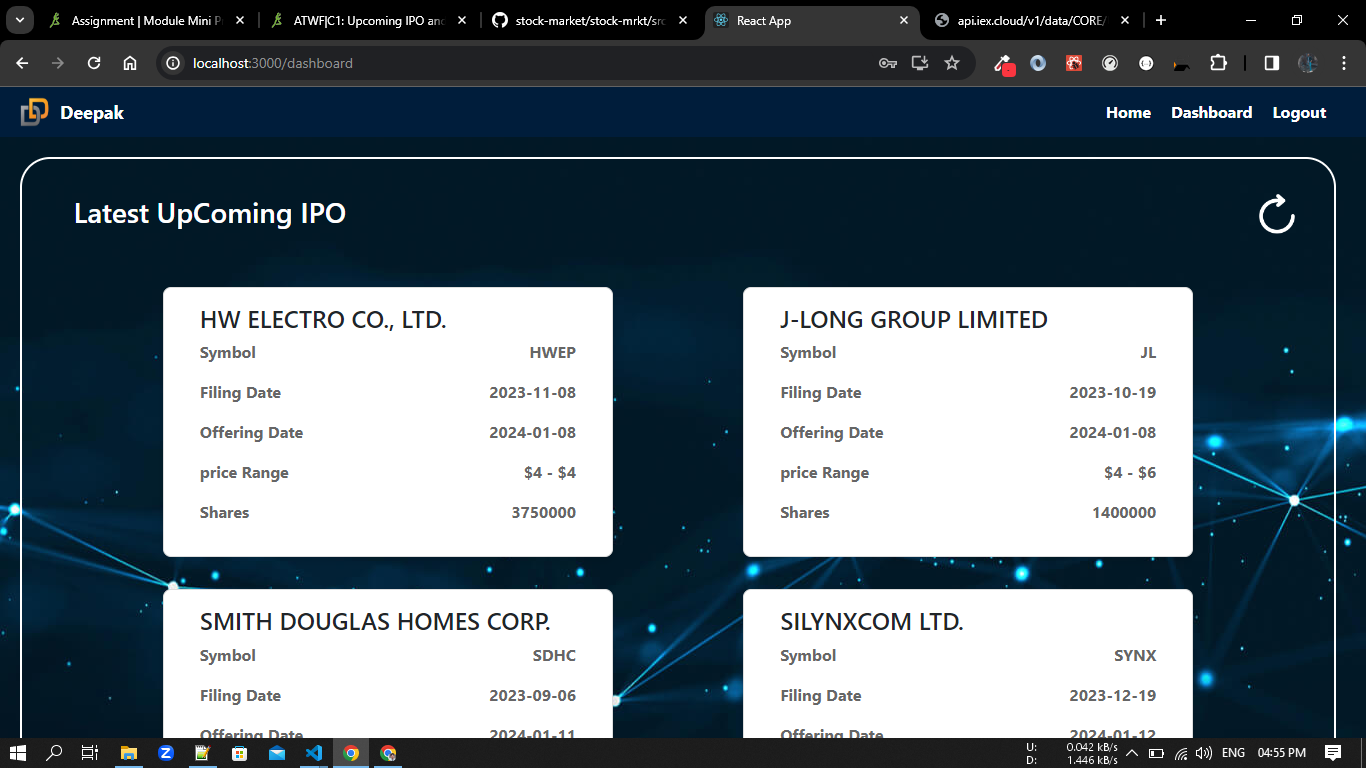 Assignment | Module Mini P
ATWF|C1: Upcoming IPO and
stock-market/stock-mrkt/src
React App
api.iex.cloud/v1/data/CORE/
localhost:3000/dashboard
Deepak
Home
Dashboard
Logout
Latest UpComing IPO
HW ELECTRO CO., LTD.
Symbol HWEP
Filing Date 2023-11-08
Offering Date 2024-01-08
price Range $4 - $4
Shares 3750000
J-LONG GROUP LIMITED
Symbol JL
Filing Date 2023-10-19
Offering Date 2024-01-08
price Range $4 - $6
Shares 1400000
SMITH DOUGLAS HOMES CORP.
Symbol SDHC
Filing Date 2023-09-06
Offering Date 2024-01-11
SILYNXCOM LTD.
Symbol SYNX
Filing Date 2023-12-19
Offering Date 2024-01-12
U: 0.042 kB/s
D: 1.446 kB/s
ENG
04:55 PM